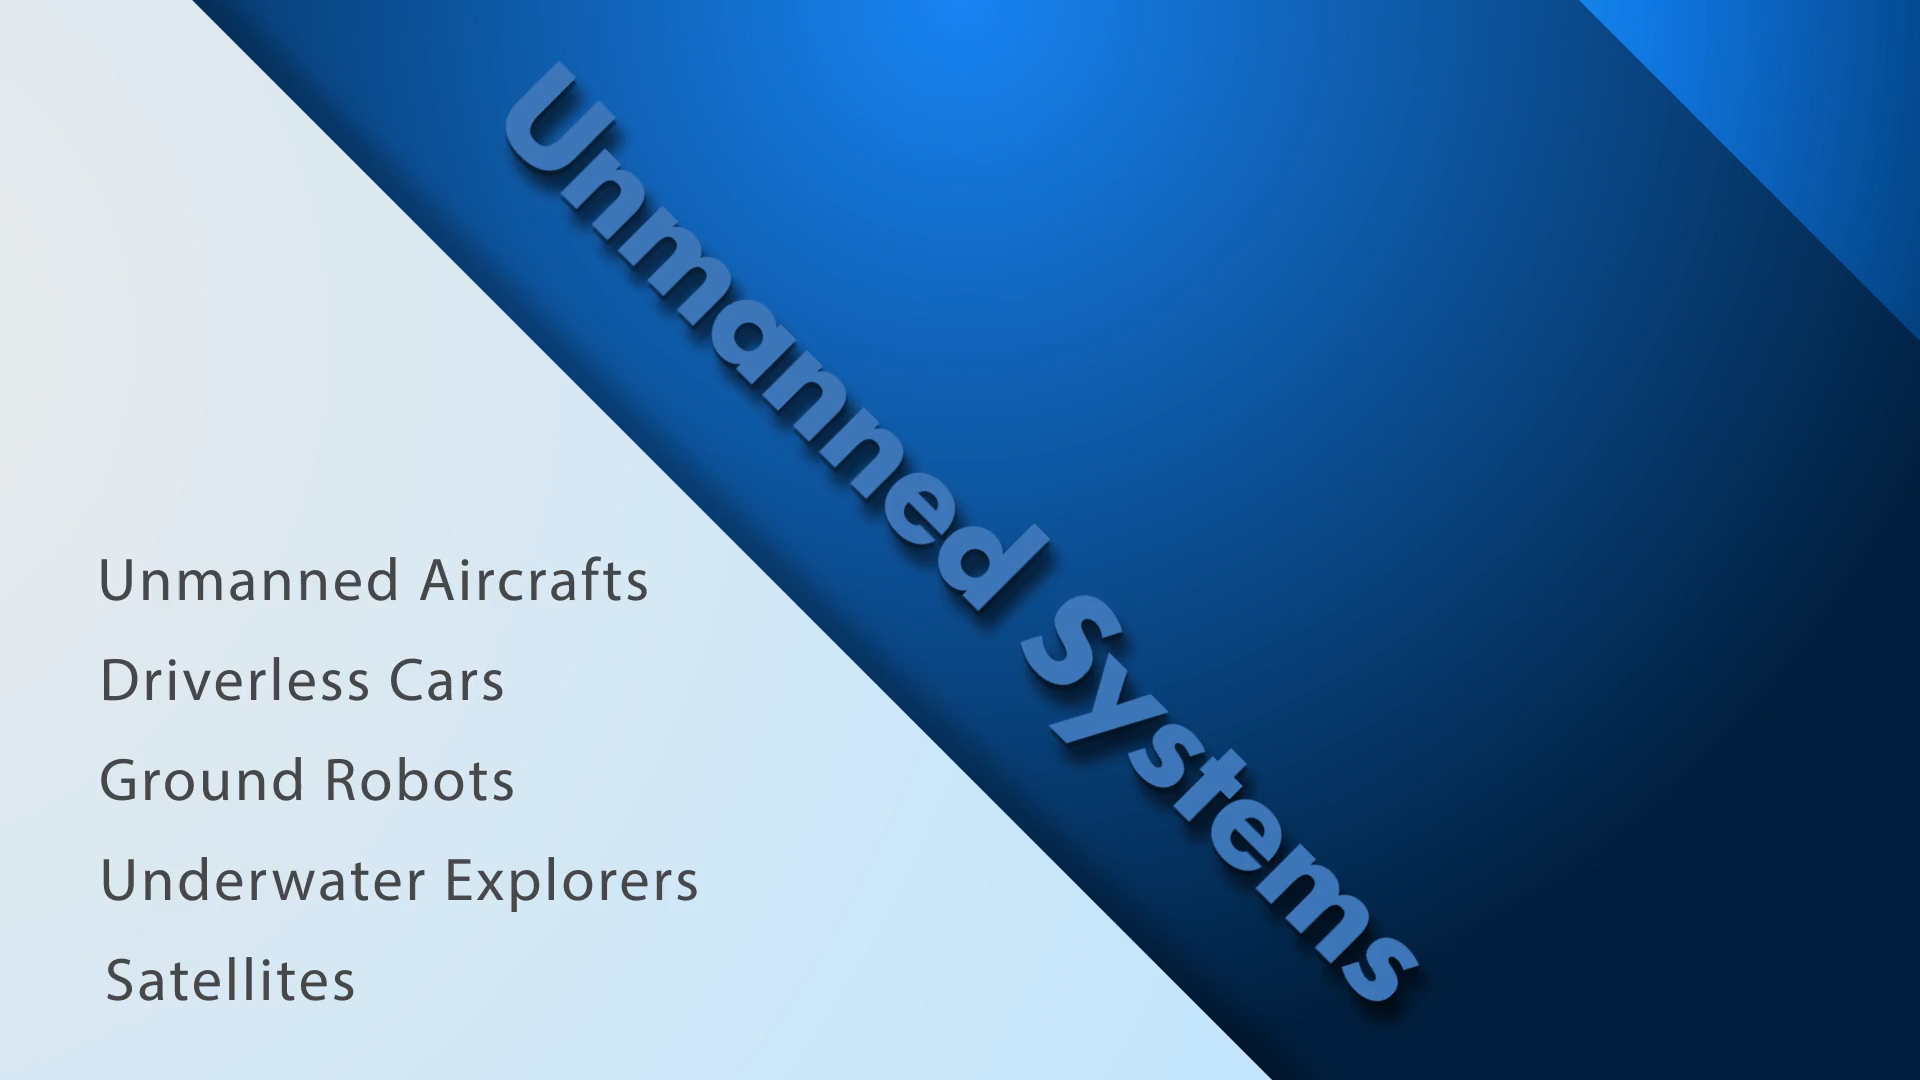 Unmanned Systems
Unmanned Aircrafts
Driverless Cars
Ground Robots
Underwater Explorers
Satellites